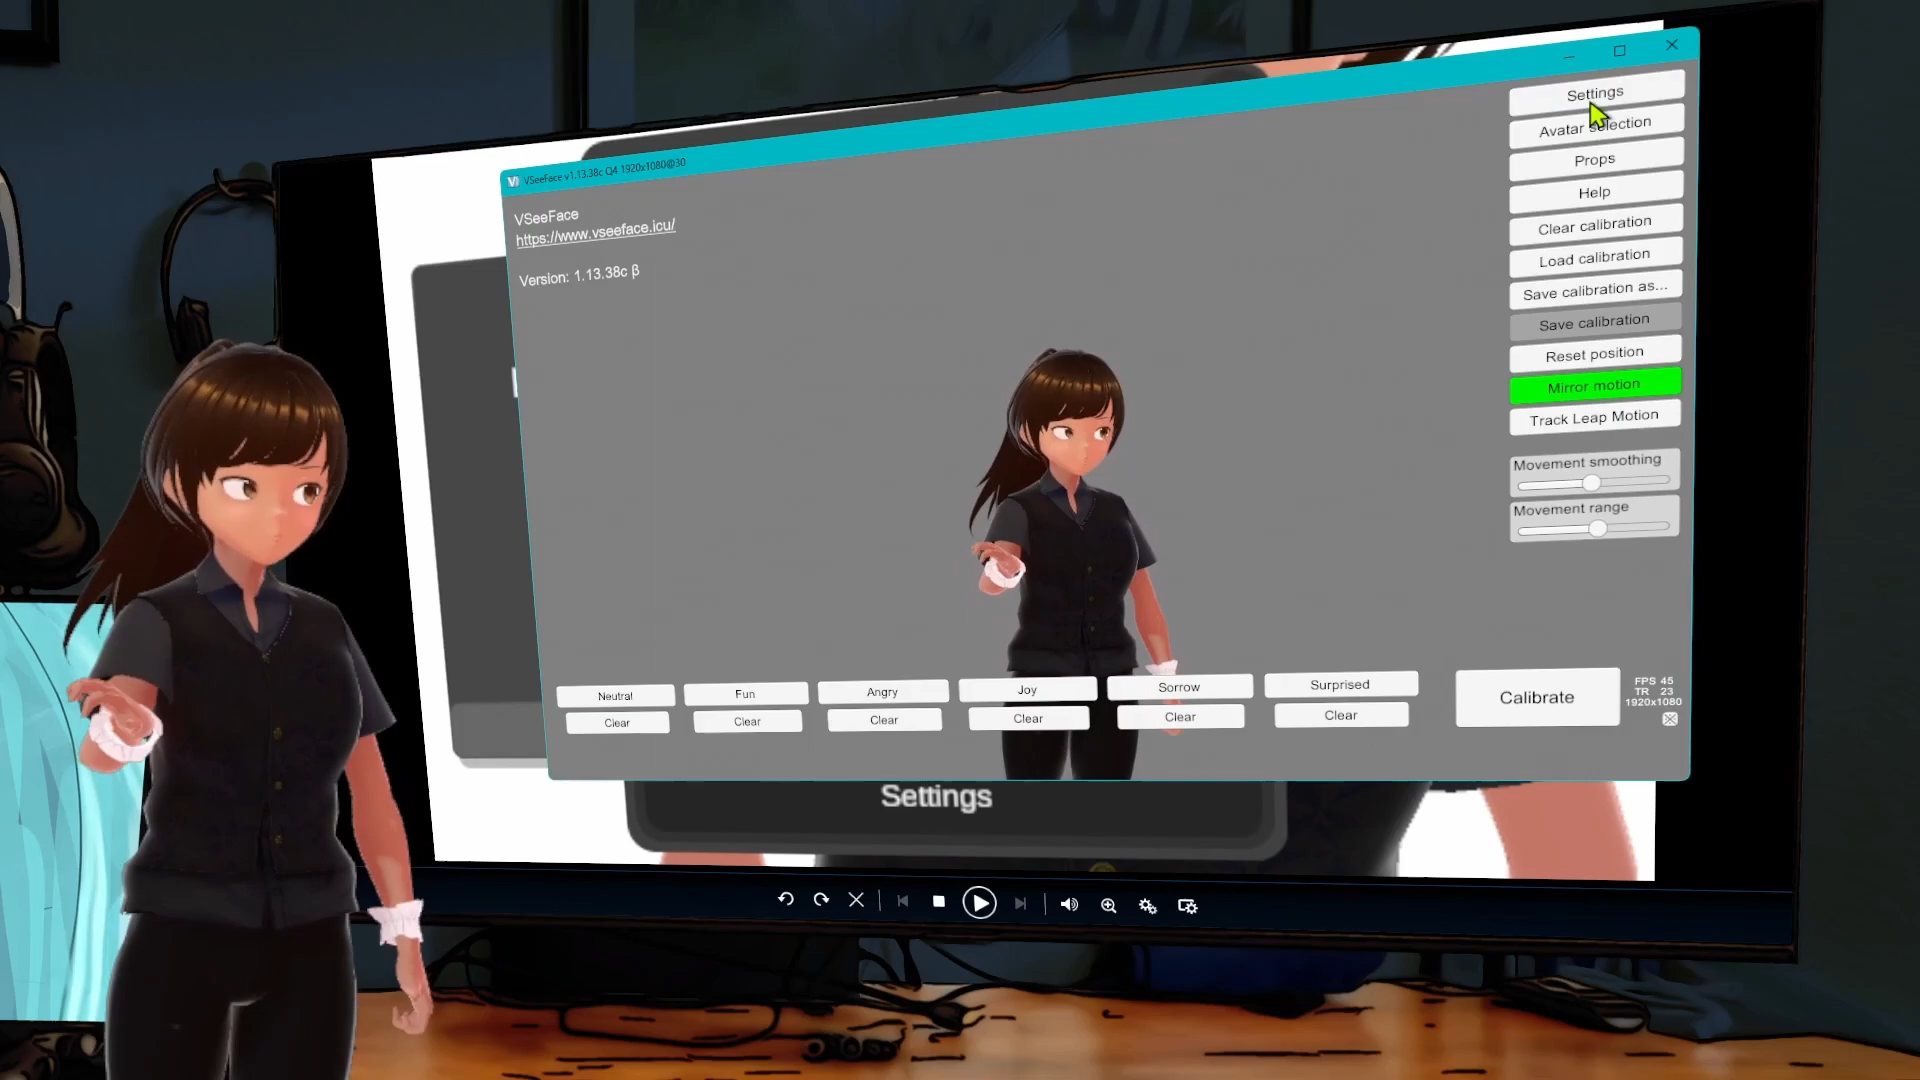 VSeeFace v1.13.38c Q4 1920x1080@30
VSeeFace
https://www.vseeface.icu/
Version: 1.13.38c β
Settings
Avatar selection
Props
Help
Clear calibration
Load calibration
Save calibration as...
Save calibration
Reset position
Mirror motion
Track Leap Motion
Movement smoothing
Movement range
Neutral
Fun
Angry
Joy
Sorrow
Surprised
Clear
Clear
Clear
Clear
Clear
Clear
Calibrate
FPS 45
TR 23
1920x1080
Settings